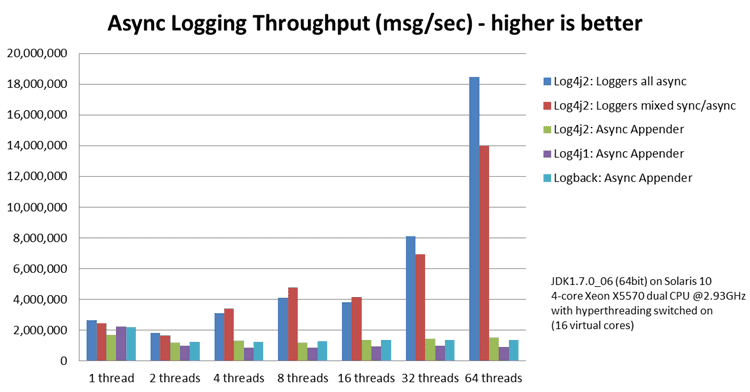 Async Logging Throughput (msg/sec) - higher is better
20,000,000
18,000,000
16,000,000
14,000,000
12,000,000
10,000,000
8,000,000
6,000,000
4,000,000
2,000,000
0
1 thread
2 threads
4 threads
8 threads
16 threads
32 threads
64 threads
Log4j2: Loggers all async
Log4j2: Loggers mixed sync/async
Log4j2: Async Appender
Log4j1: Async Appender
Logback: Async Appender
JDK1.7.0_06 (64bit) on Solaris 10
4-core Xeon X5570 dual CPU @2.93GHz
with hyperthreading switched on
(16 virtual cores)